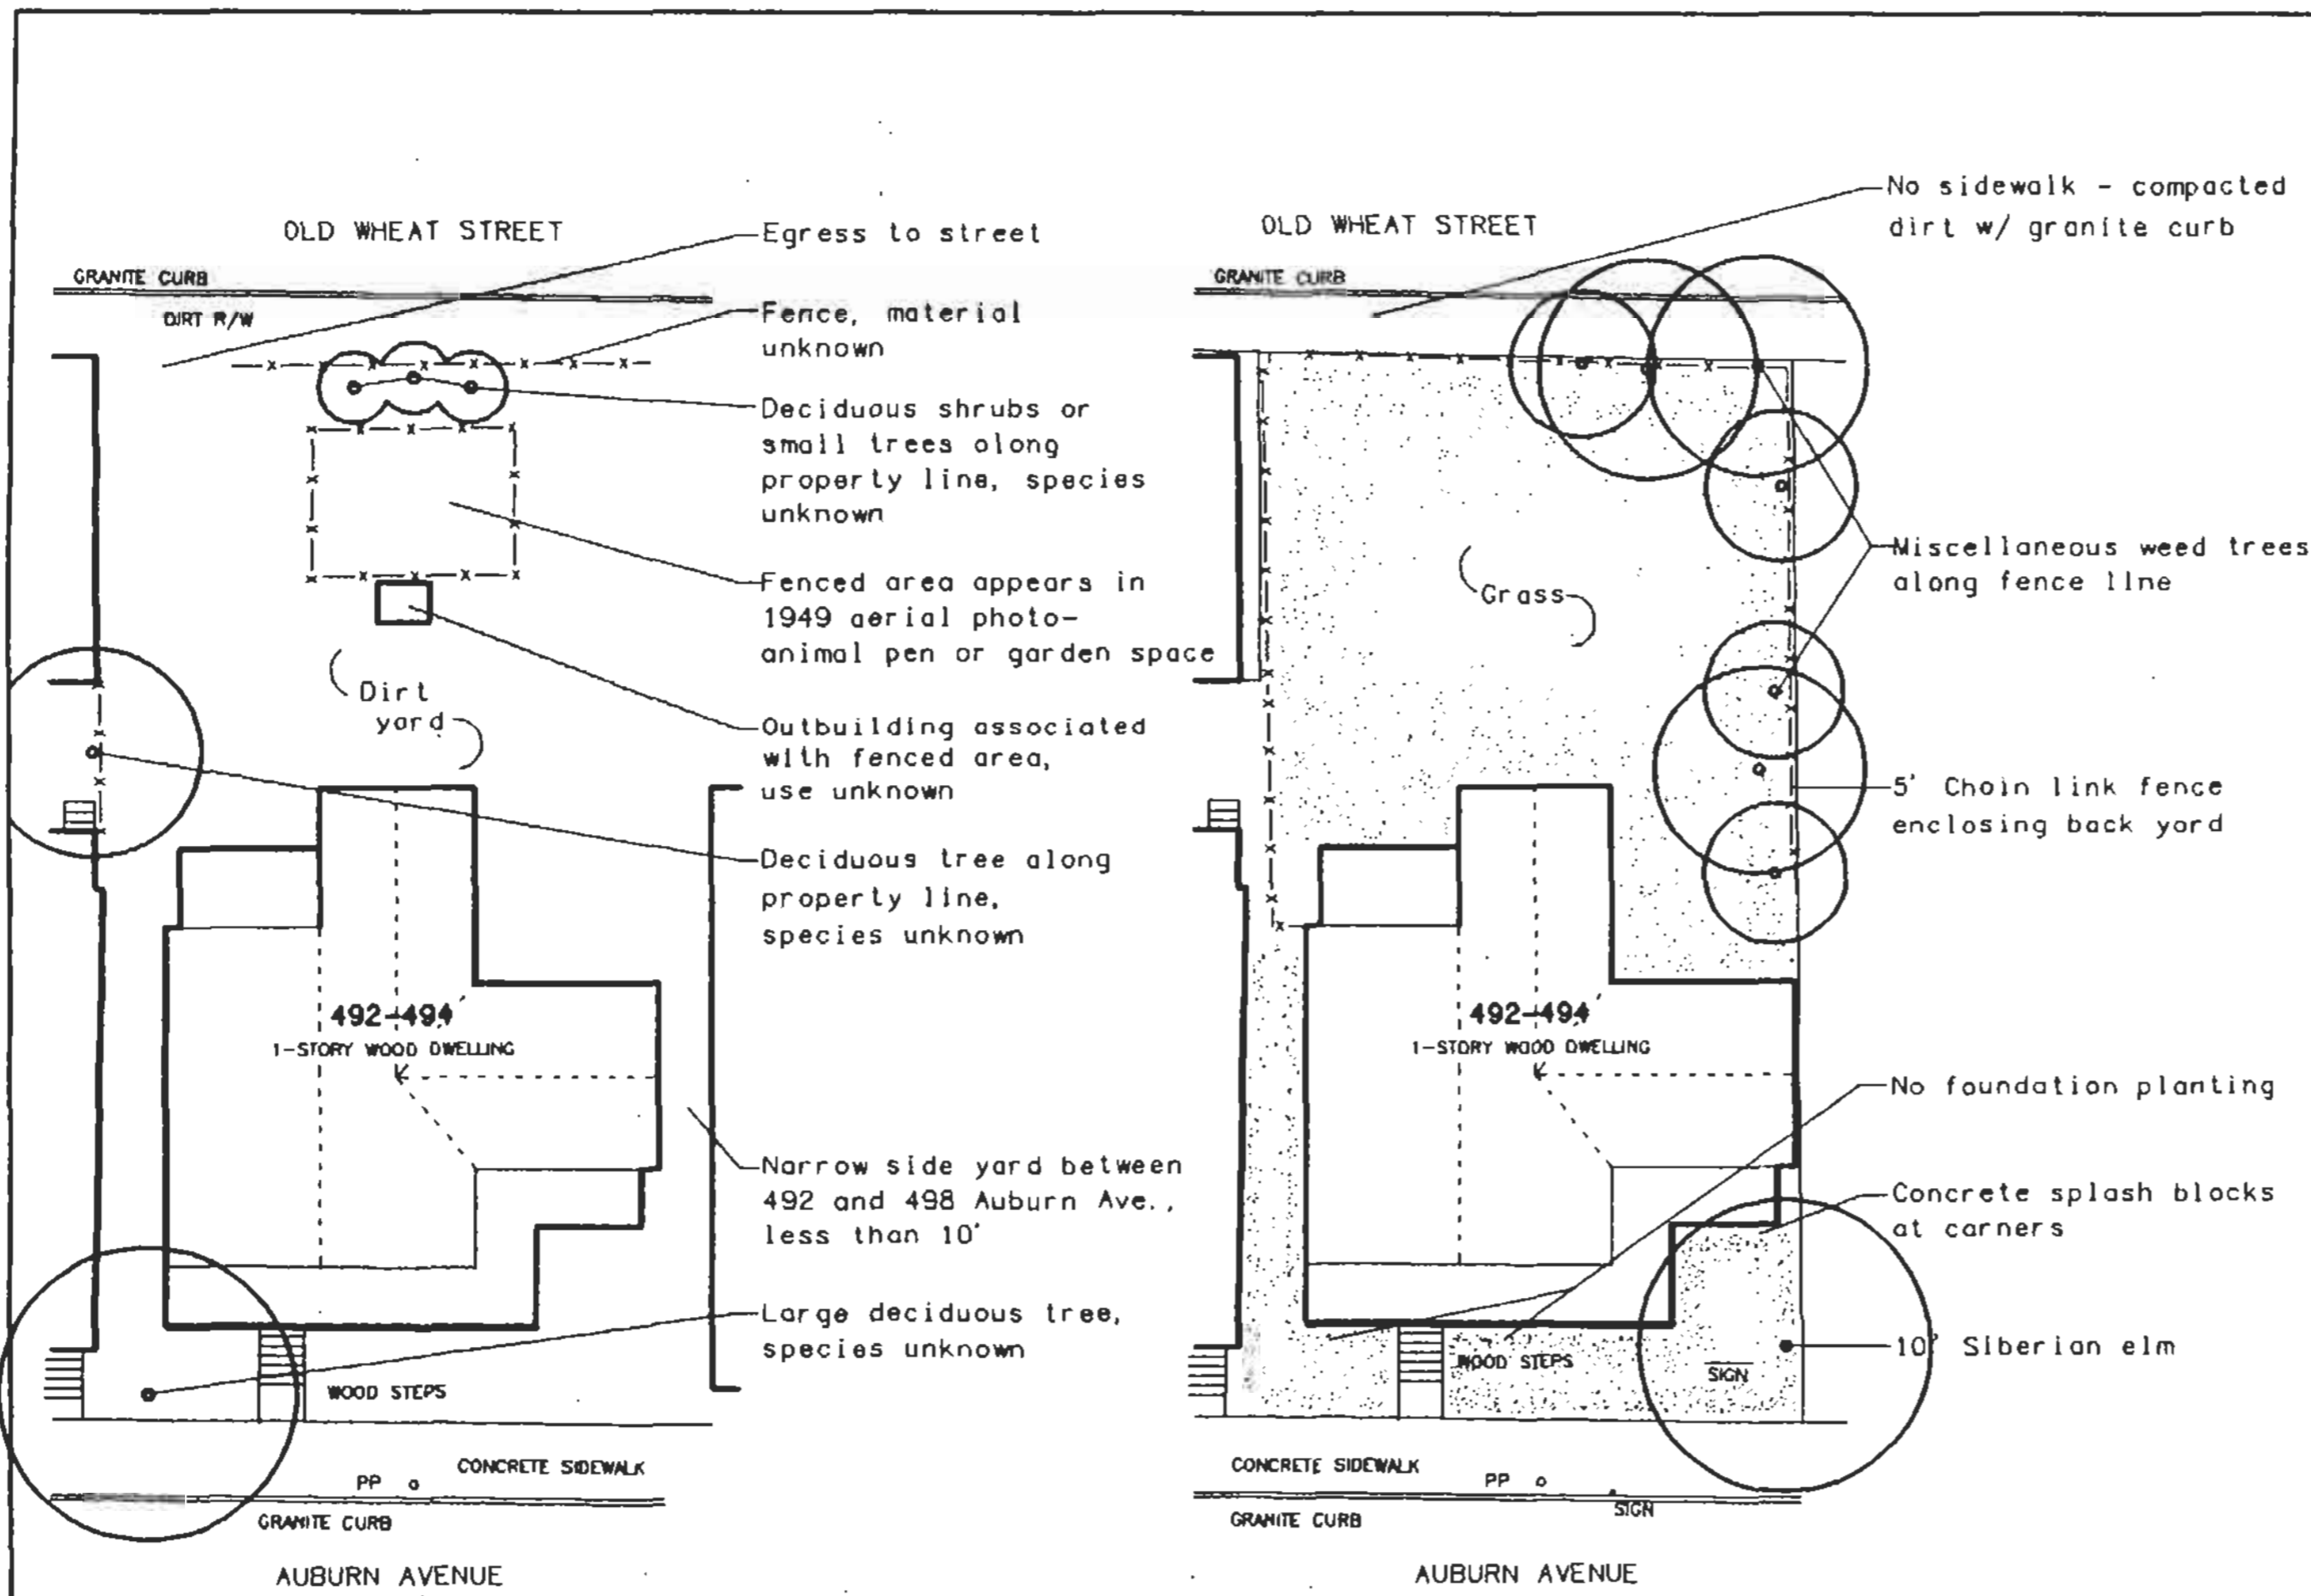 OLD WHEAT STREET
GRANITE CURB
DIRT R/W
Egress to street
Fence, material
unknown
Deciduous shrubs or
small trees along
property line, species
unknown
Fenced area appears in
1949 aerial photo-
animal pen or garden space
Dirt
yard
Outbuilding associated
with fenced area,
use unknown
Deciduous tree along
property line,
species unknown
492-494
1-STORY WOOD DWELLING
Narrow side yard between
492 and 498 Auburn Ave.,
less than 10'
Large deciduous tree,
species unknown
WOOD STEPS
CONCRETE SIDEWALK
PP
GRANITE CURB
AUBURN AVENUE
No sidewalk - compacted
dirt w/ granite curb
OLD WHEAT STREET
GRANITE CURB
Miscellaneous weed trees
along fence line
Grass
5' Chain link fence
enclosing back yard
492-494
1-STORY WOOD DWELLING
No foundation planting
Concrete splash blocks
at corners
10' Siberian elm
WOOD STEPS
SIGN
CONCRETE SIDEWALK
PP
SIGN
GRANITE CURB
AUBURN AVENUE